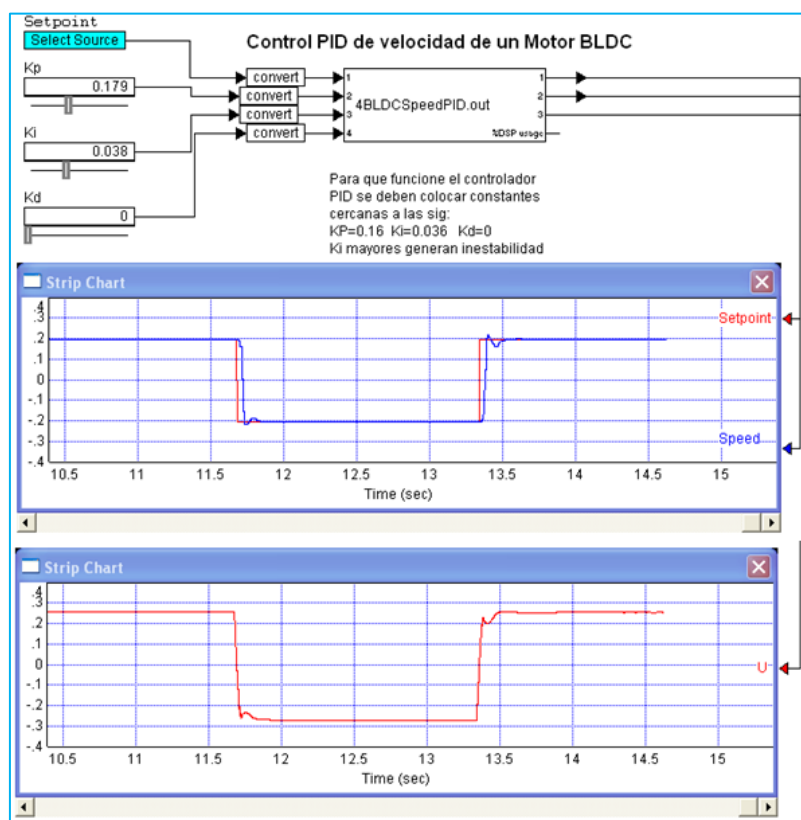 Setpoint
Select Source
Control PID de velocidad de un Motor BLDC
Kp
0.179
Ki
0.038
Kd
0
convert
convert
convert
convert
1
2
3
4
4BLDCSpeedPID.out
1
2
3
%DSP usage
Para que funcione el controlador
PID se deben colocar constantes
cercanas a las sig:
KP=0.16 Ki=0.036 Kd=0
Ki mayores generan inestabilidad
Strip Chart
.4
.3
.2
.1
0
-.1
-.2
-.3
-.4
Setpoint
Speed
10.5 11 11.5 12 12.5 13 13.5 14 14.5 15
Time (sec)
Strip Chart
.4
.3
.2
.1
0
-.1
-.2
-.3
-.4
U
10.5 11 11.5 12 12.5 13 13.5 14 14.5 15
Time (sec)